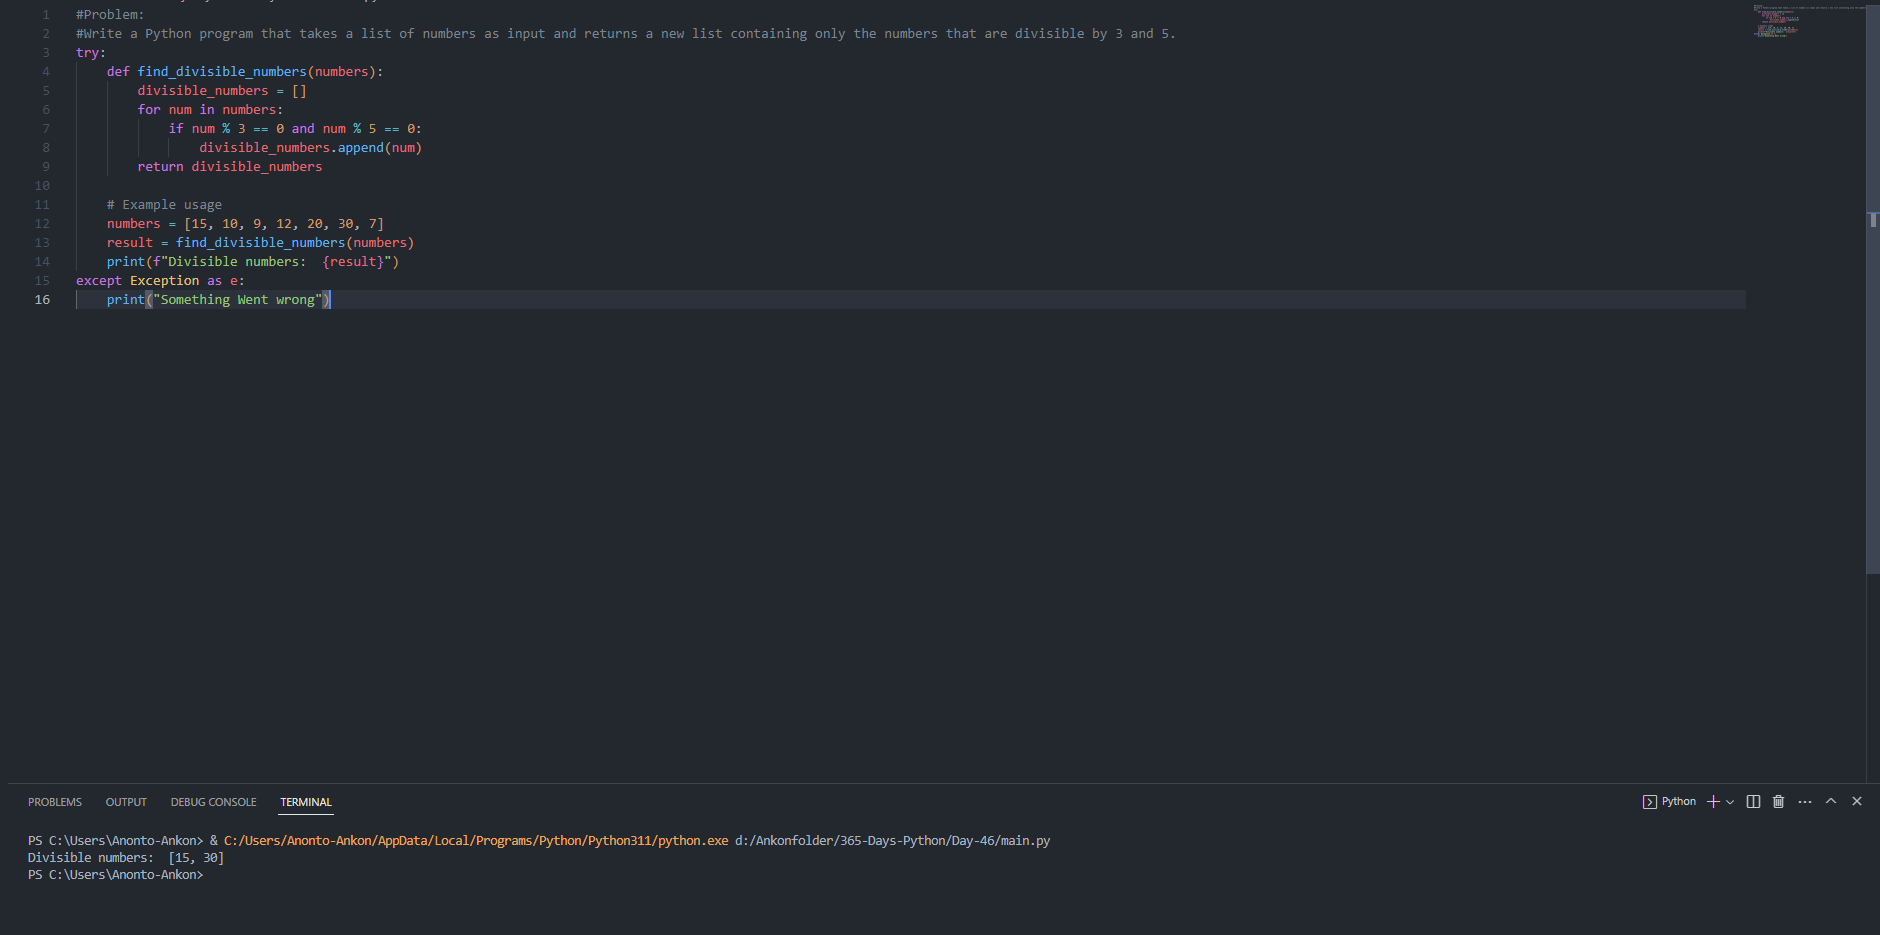 1 #Problem:
2 #Write a Python program that takes a list of numbers as input and returns a new list containing only the numbers that are divisible by 3 and 5.
3 try:
4     def find_divisible_numbers(numbers):
5         divisible_numbers = []
6         for num in numbers:
7             if num % 3 == 0 and num % 5 == 0:
8                 divisible_numbers.append(num)
9         return divisible_numbers
10
11     # Example usage
12     numbers = [15, 10, 9, 12, 20, 30, 7]
13     result = find_divisible_numbers(numbers)
14     print(f"Divisible numbers:  {result}")
15 except Exception as e:
16     print("Something Went wrong")
PROBLEMS OUTPUT DEBUG CONSOLE TERMINAL Python
PS C:\Users\Anonto-Ankon> & C:/Users/Anonto-Ankon/AppData/Local/Programs/Python/Python311/python.exe d:/Ankonfolder/365-Days-Python/Day-46/main.py
Divisible numbers:  [15, 30]
PS C:\Users\Anonto-Ankon>